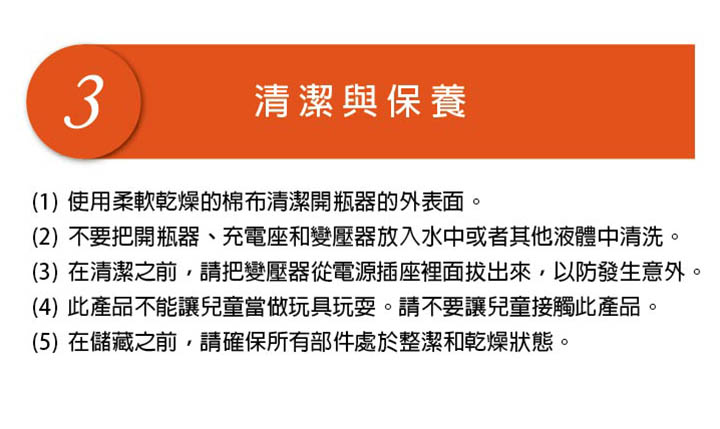 3
清潔與保養
(1) 使用柔軟乾燥的棉布清潔開瓶器的外表面。
(2) 不要把開瓶器、充電座和變壓器放入水中或者其他液體中清洗。
(3) 在清潔之前，請把變壓器從電源插座裡面拔出來，以防發生意外。
(4) 此產品不能讓兒童當做玩具玩耍。請不要讓兒童接觸此產品。
(5) 在儲藏之前，請確保所有部件處於整潔和乾燥狀態。